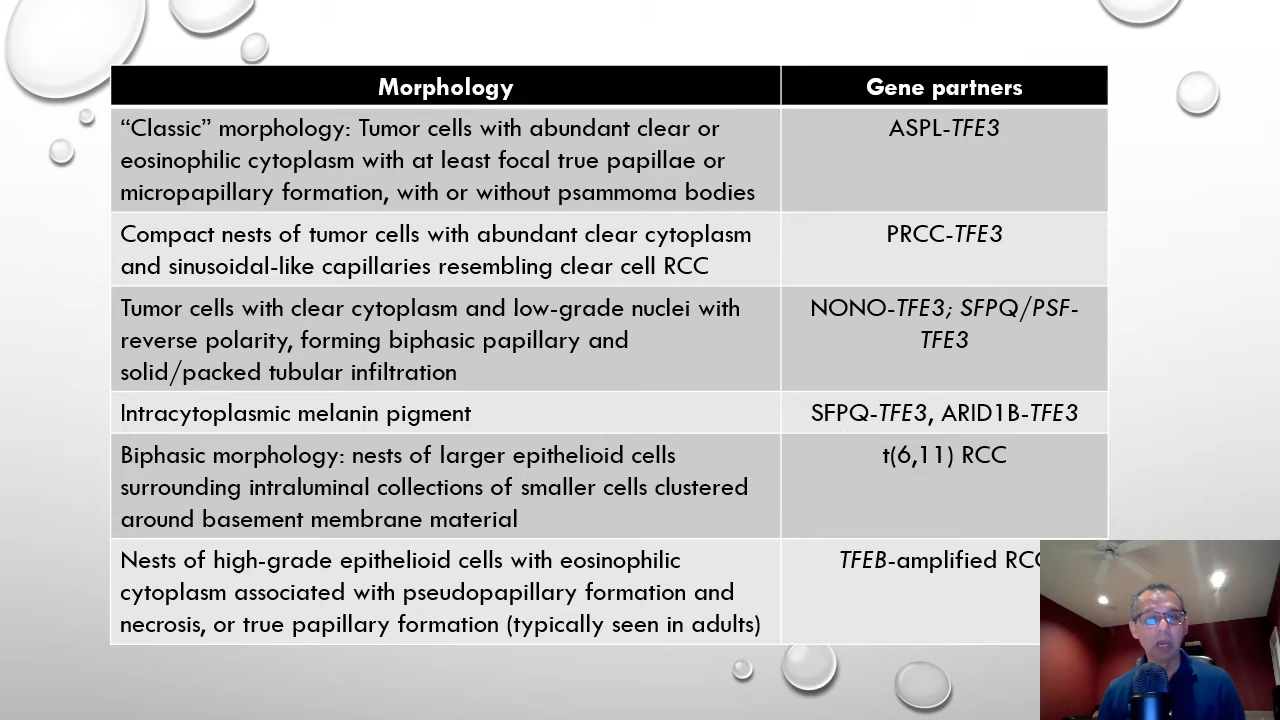 Morphology
Gene partners
“Classic” morphology: Tumor cells with abundant clear or
eosinophilic cytoplasm with at least focal true papillae or
micropapillary formation, with or without psammoma bodies
ASPL-TFE3
Compact nests of tumor cells with abundant clear cytoplasm
and sinusoidal-like capillaries resembling clear cell RCC
PRCC-TFE3
Tumor cells with clear cytoplasm and low-grade nuclei with
reverse polarity, forming biphasic papillary and
solid/packed tubular infiltration
NONO-TFE3; SFPQ/PSF-
TFE3
Intracytoplasmic melanin pigment
SFPQ-TFE3, ARID1B-TFE3
Biphasic morphology: nests of larger epithelioid cells
surrounding intraluminal collections of smaller cells clustered
around basement membrane material
t(6,11) RCC
Nests of high-grade epithelioid cells with eosinophilic
cytoplasm associated with pseudopapillary formation and
necrosis, or true papillary formation (typically seen in adults)
TFEB-amplified RCC